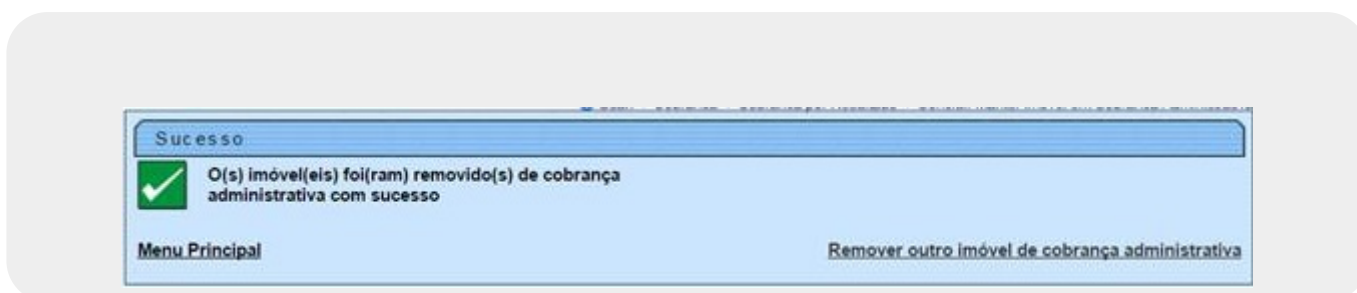 Sucesso
O(s) imóvel(eis) foi(ram) removido(s) de cobrança
administrativa com sucesso
Menu Principal
Remover outro imóvel de cobrança administrativa